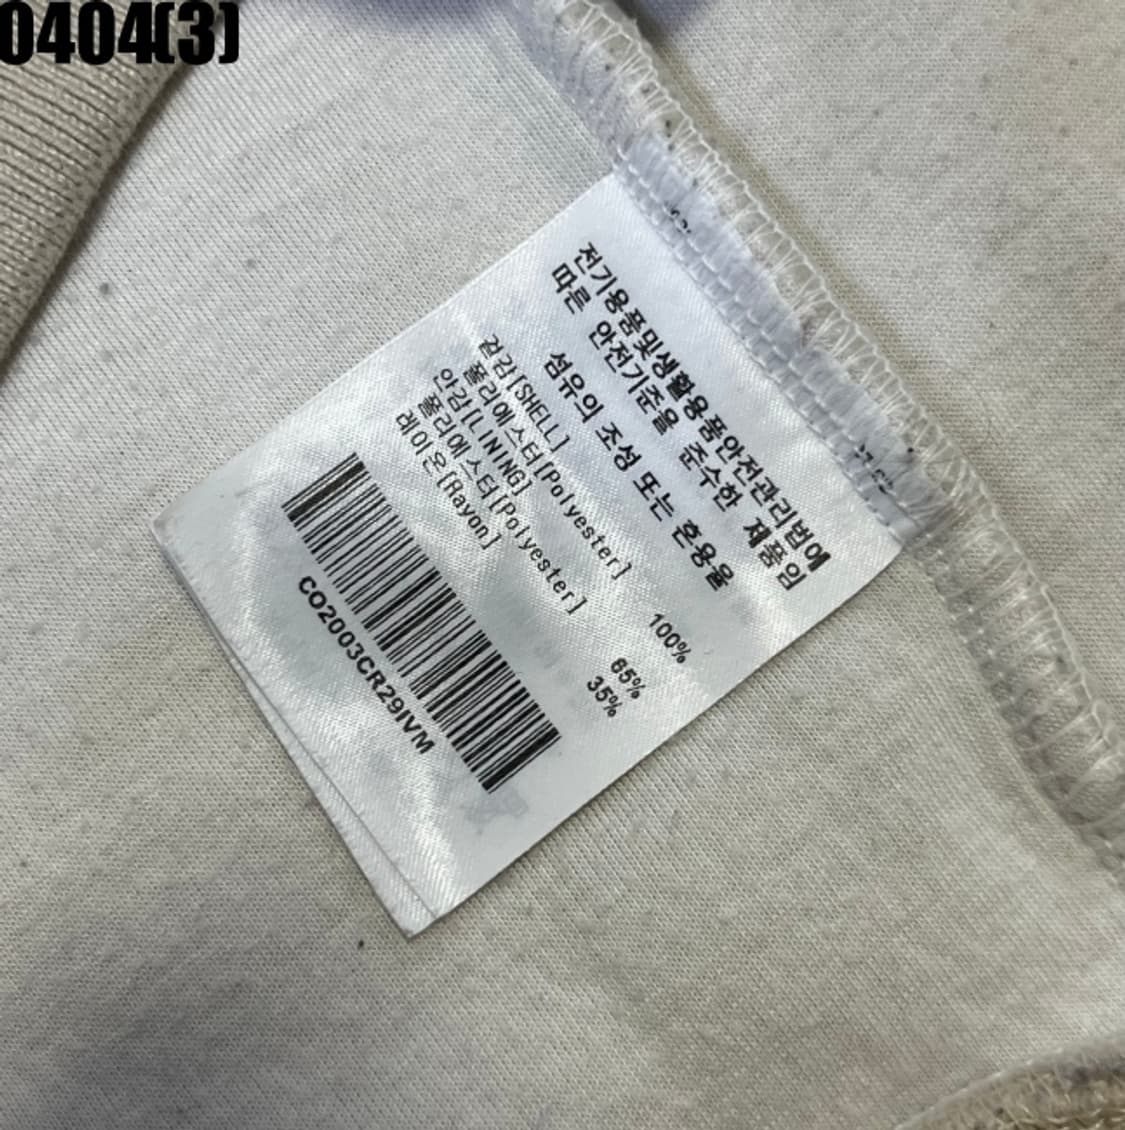 0404(3)
전기용품및생활용품안전관리법에
따른 안전기준을 준수한 제품임
섬유의 조성 또는 혼용율
겉감[SHELL]
폴리에스터[Polyester] 100%
안감[LINING]
폴리에스터[Polyester] 65%
레이온[Rayon] 35%
CO2003CR29IVM